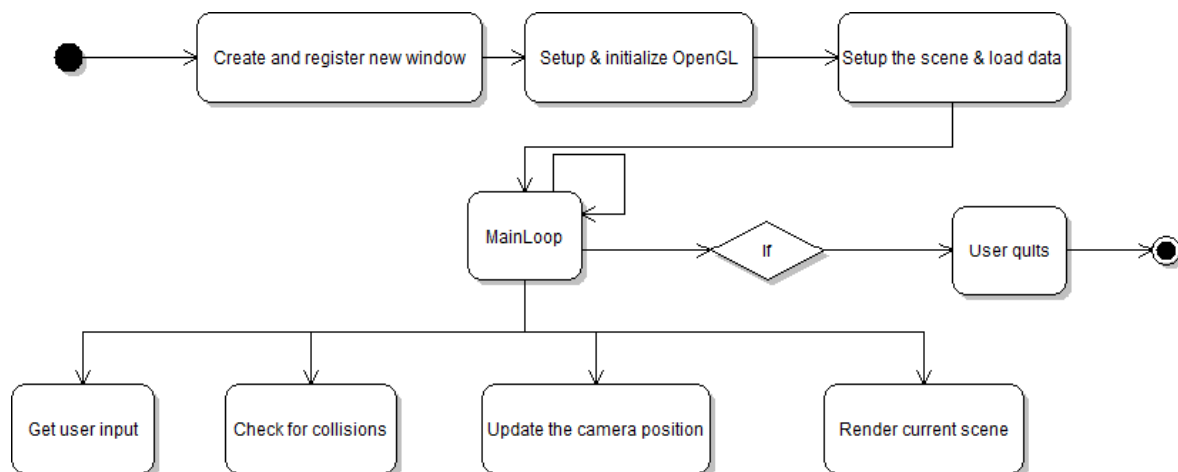 Create and register new window
Setup & initialize OpenGL
Setup the scene & load data
MainLoop
If
User quits
Get user input
Check for collisions
Update the camera position
Render current scene